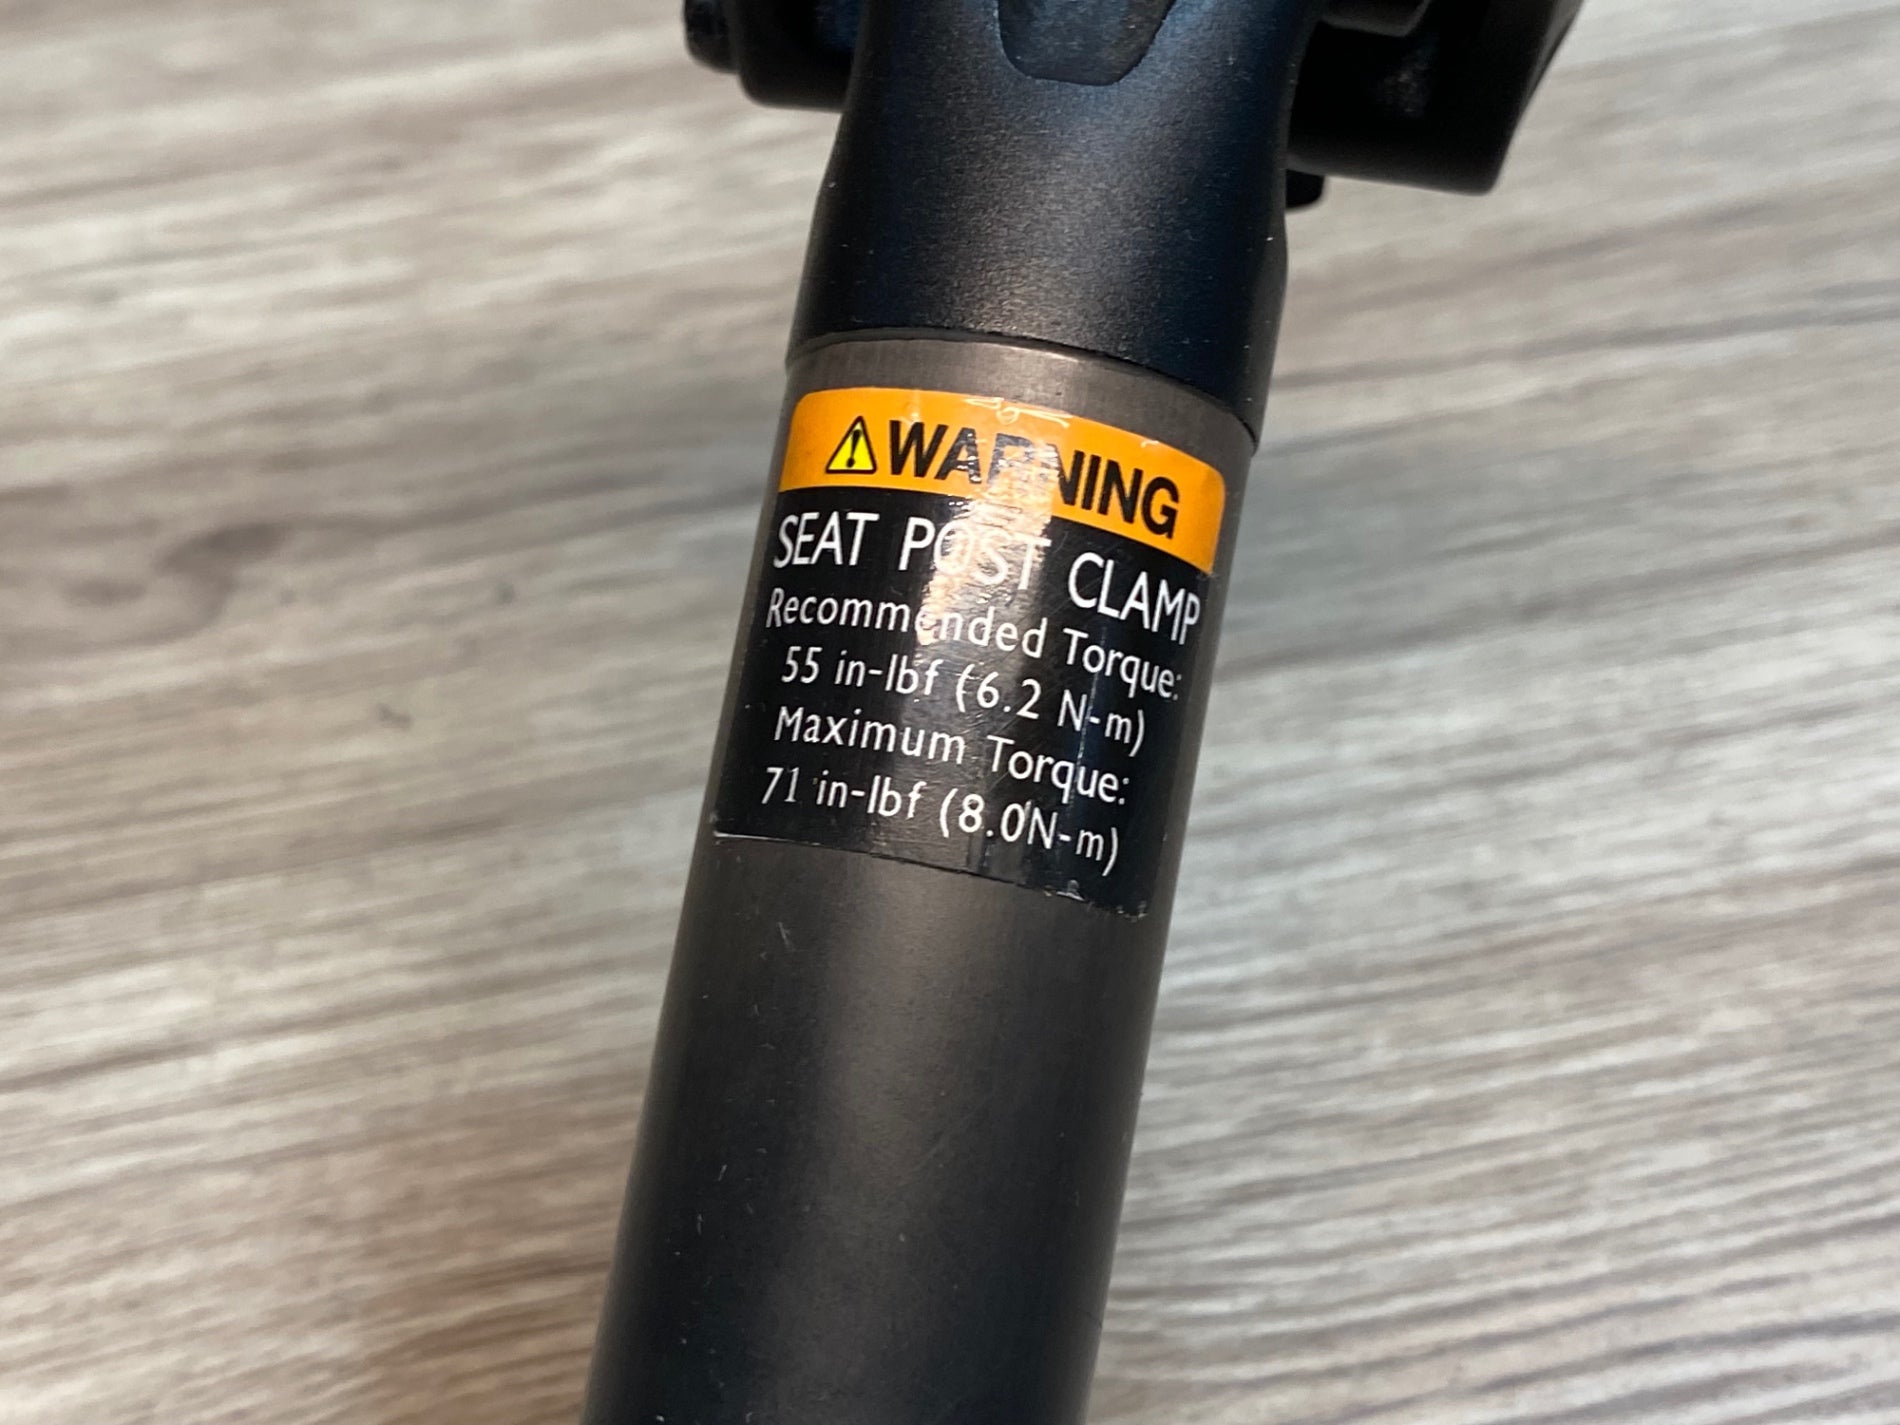 WARNING
SEAT POST CLAMP
Recommended Torque:
55 in-lbf (6.2 N-m)
Maximum Torque:
71 in-lbf (8.0N-m)